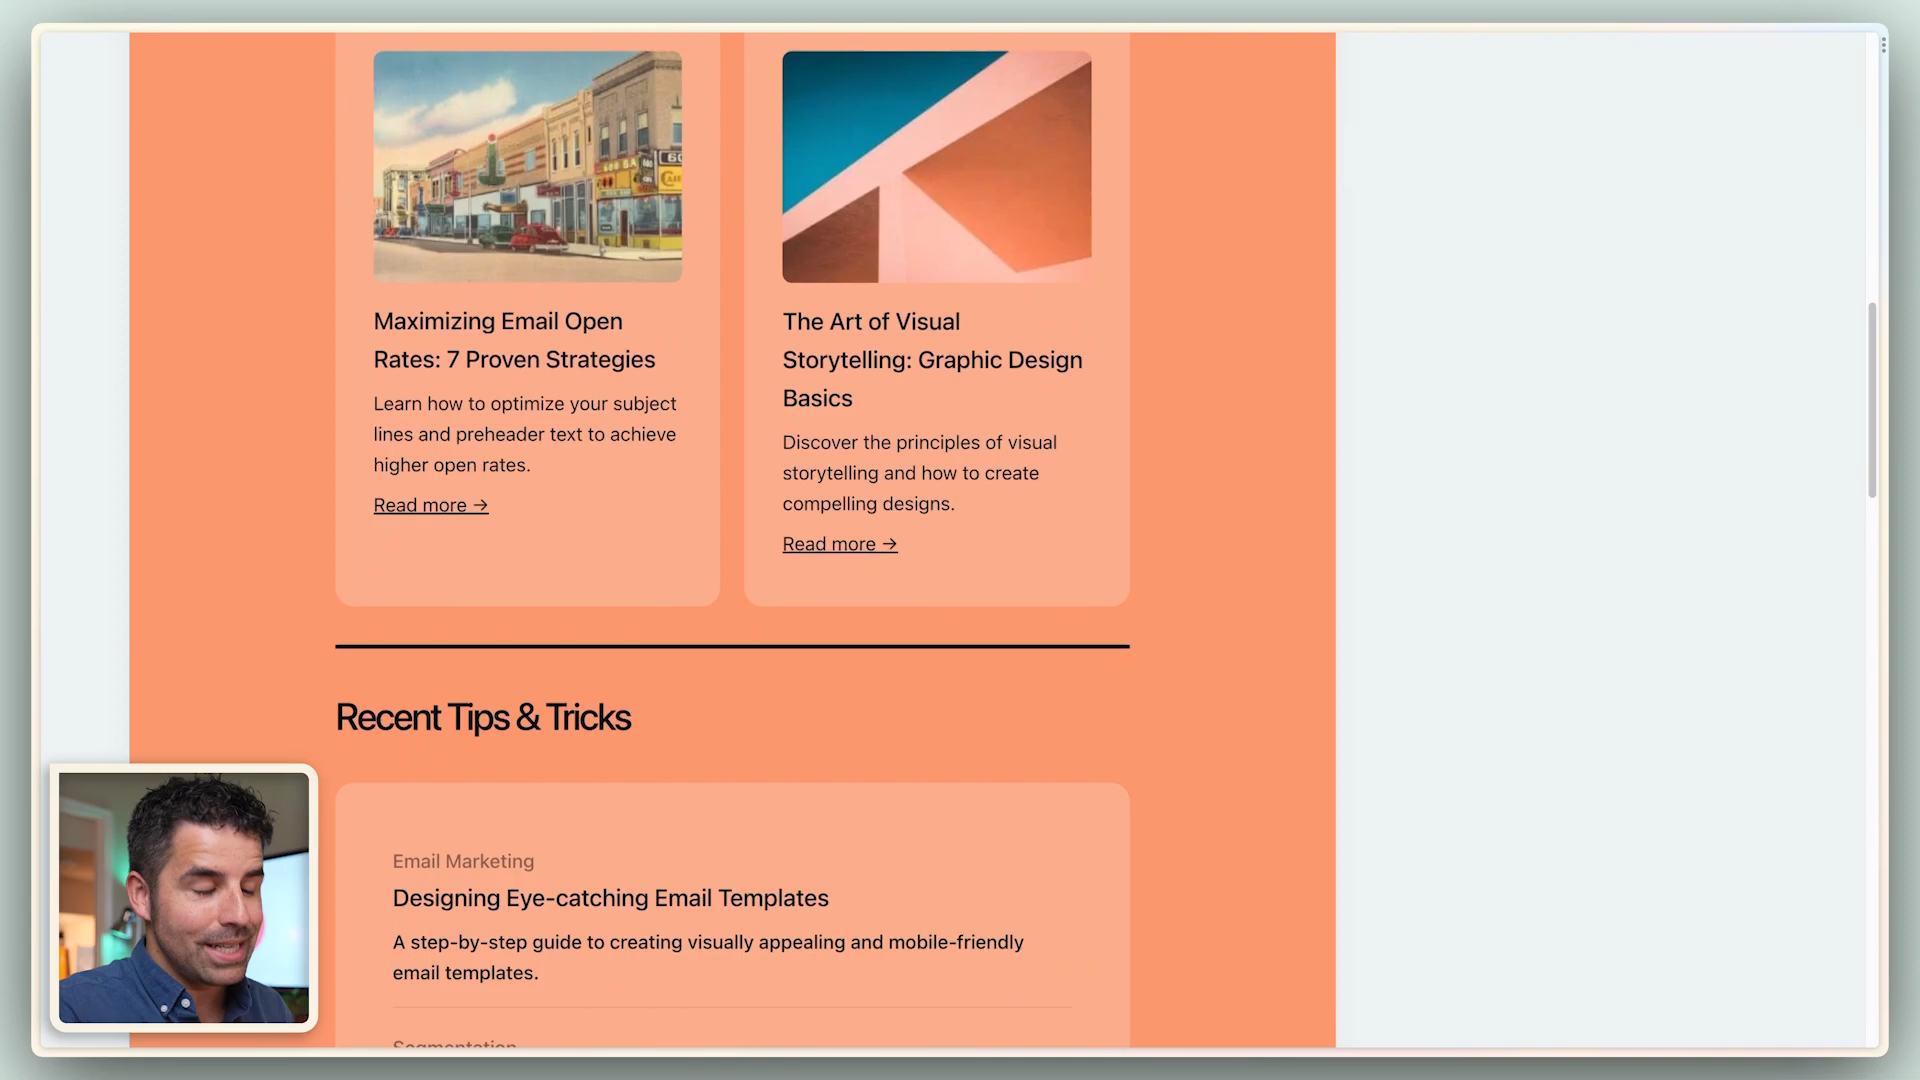 Maximizing Email Open
Rates: 7 Proven Strategies
Learn how to optimize your subject
lines and preheader text to achieve
higher open rates.
Read more →
The Art of Visual
Storytelling: Graphic Design
Basics
Discover the principles of visual
storytelling and how to create
compelling designs.
Read more →
Recent Tips & Tricks
Email Marketing
Designing Eye-catching Email Templates
A step-by-step guide to creating visually appealing and mobile-friendly
email templates.
Segmentation